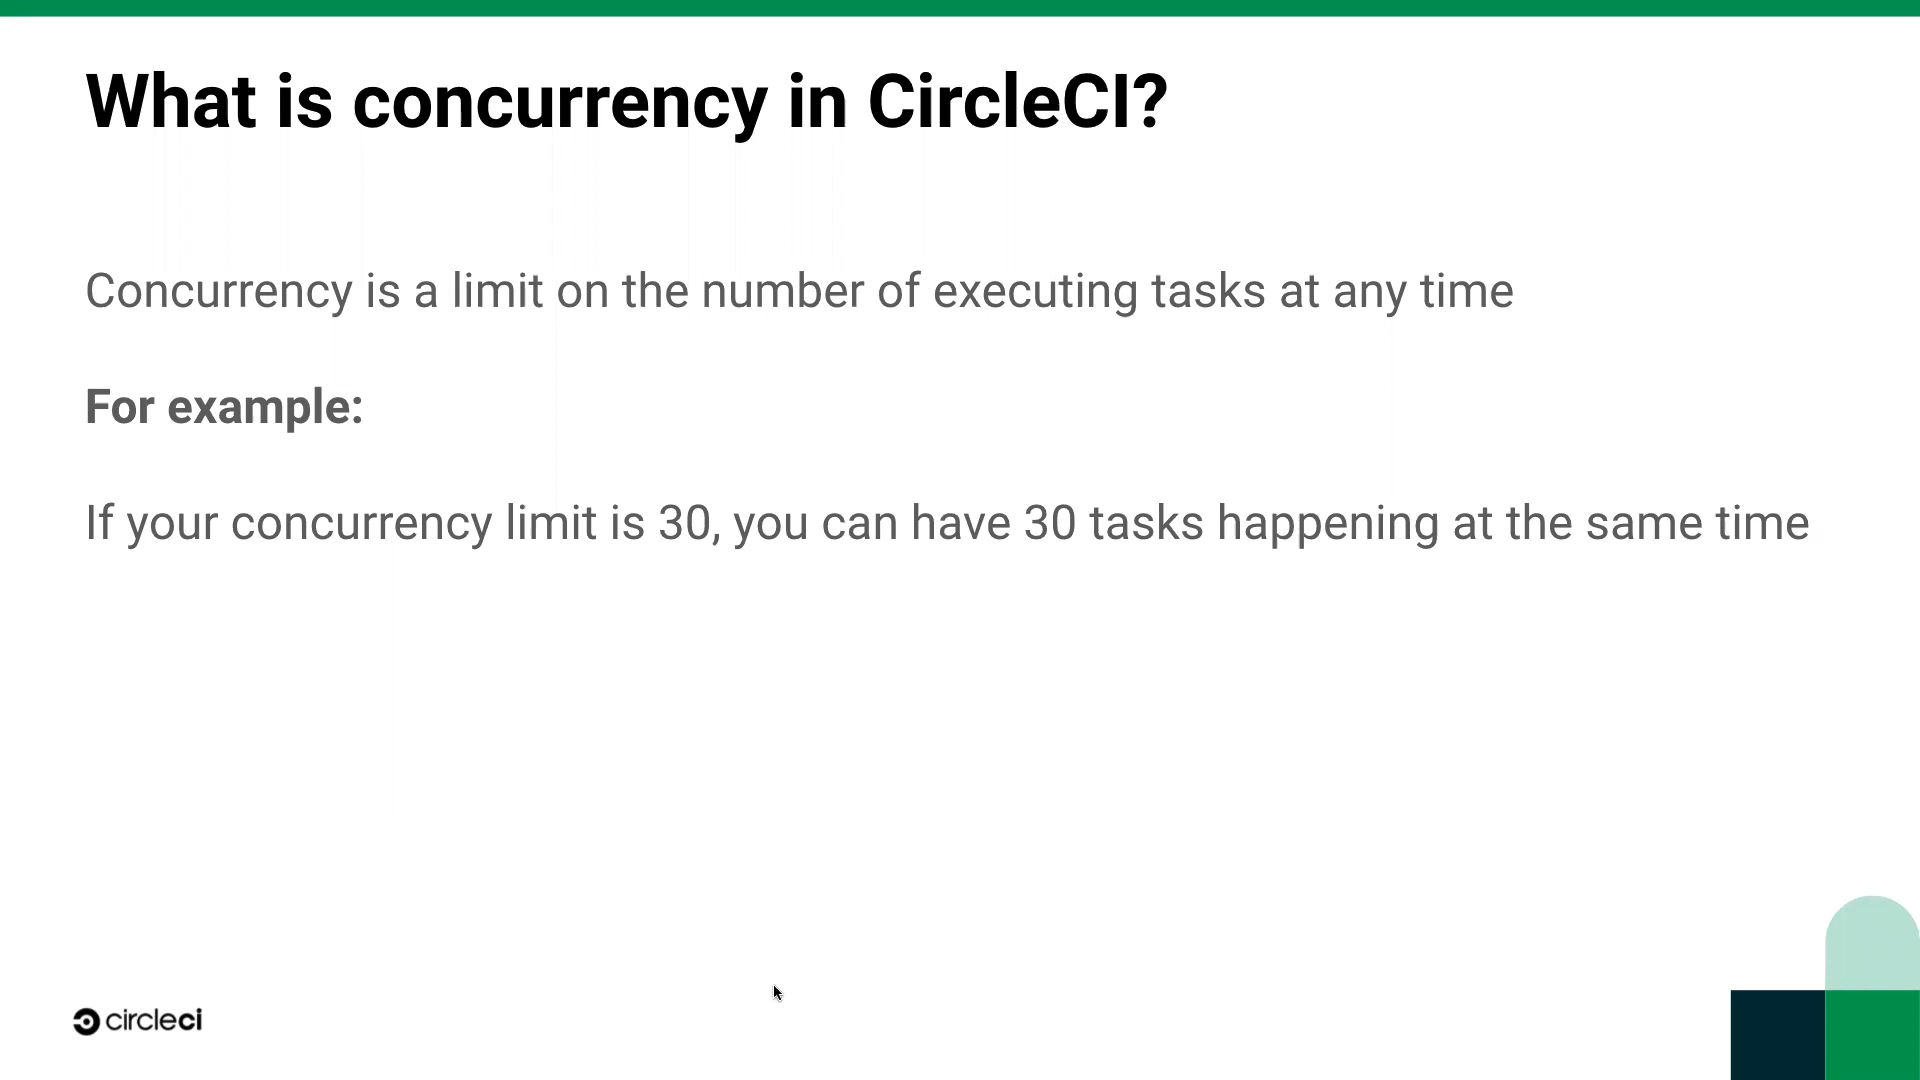 What is concurrency in CircleCI?
Concurrency is a limit on the number of executing tasks at any time
For example:
If your concurrency limit is 30, you can have 30 tasks happening at the same time
circleci